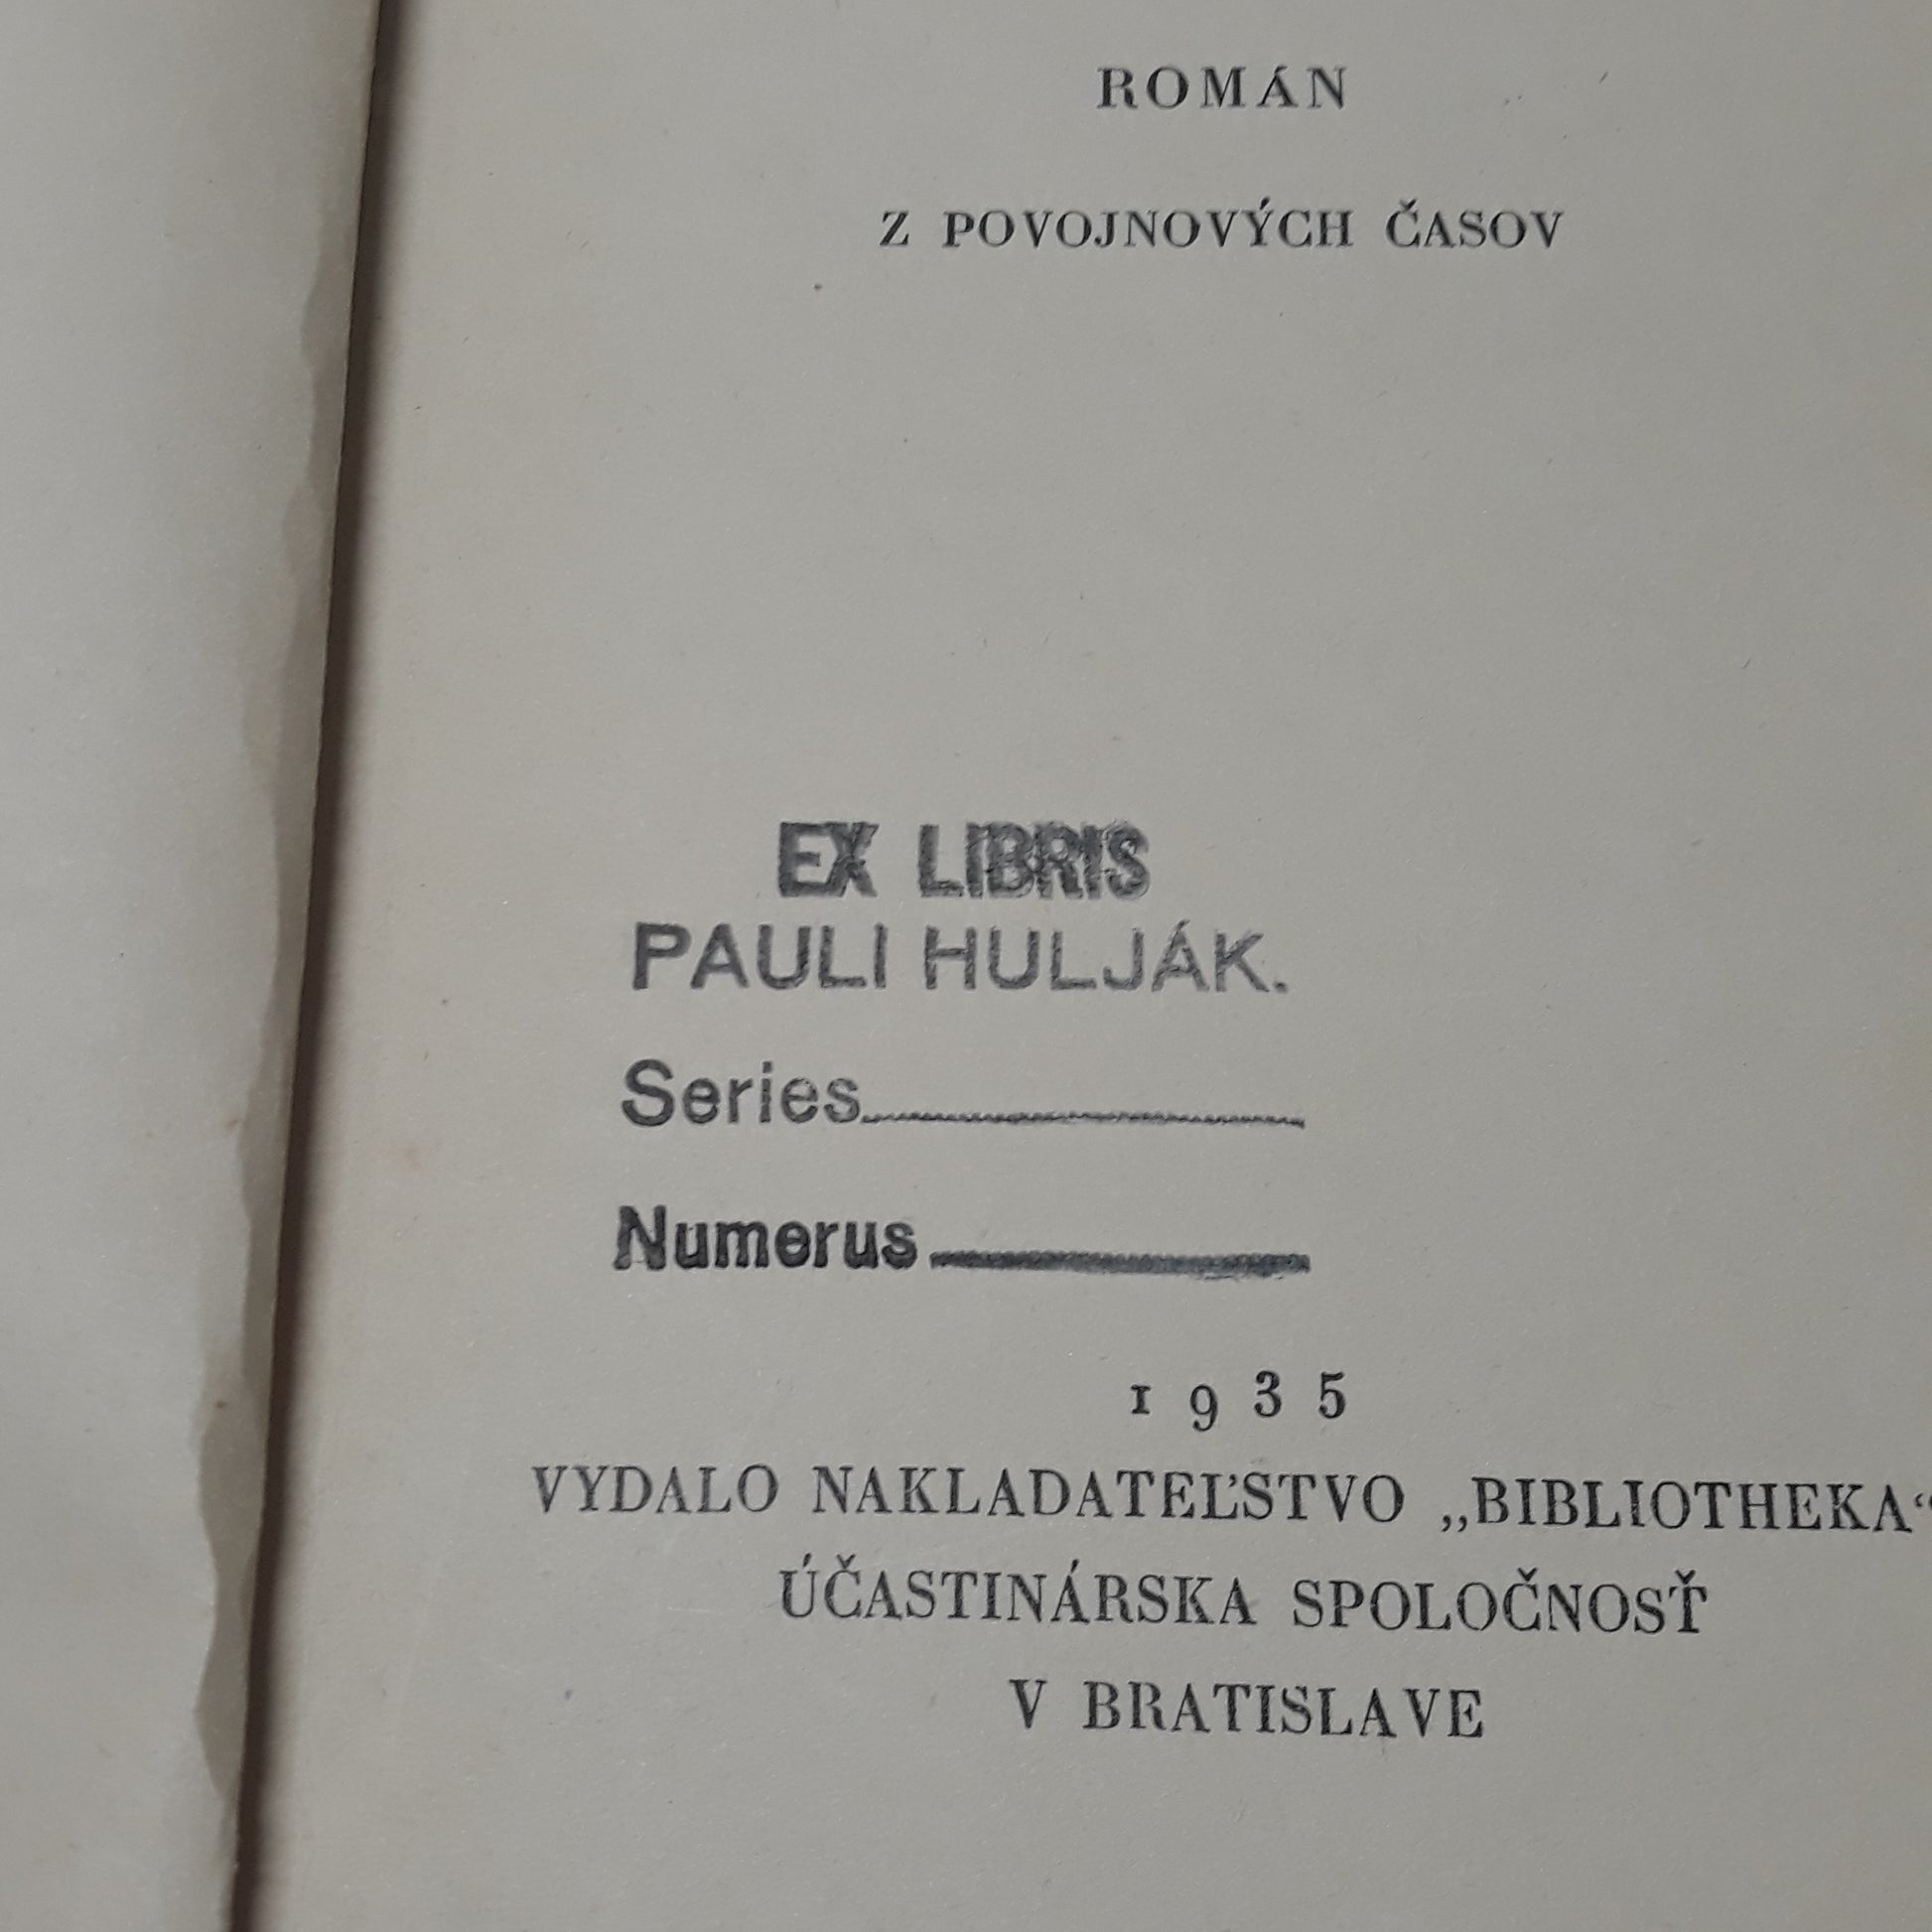 ROMÁN
Z POVOJNOVÝCH ČASOV
EX LIBRIS
PAULI HULJÁK.
Series
Numerus
1935
VYDALO NAKLADATEĽSTVO „BIBLIOTHEKA“
ÚČASTINÁRSKA SPOLOČNOSŤ
V BRATISLAVE